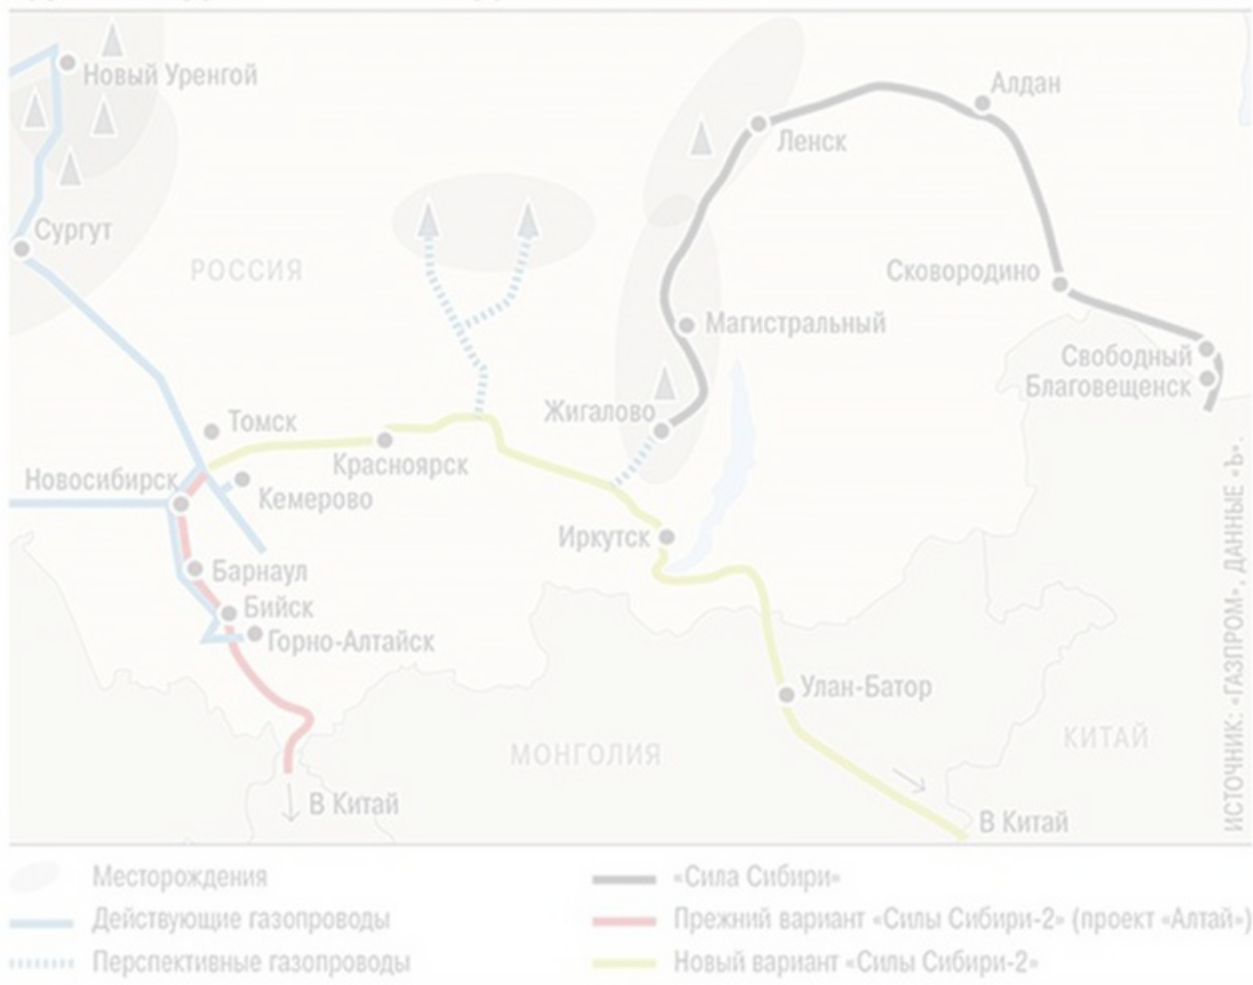 Новый Уренгой
Алдан
Ленск
Сургут
РОССИЯ
Сковородино
Магистральный
Свободный
Благовещенск
Жигалово
Томск
Красноярск
Новосибирск
Кемерово
Иркутск
Барнаул
Бийск
Горно-Алтайск
Улан-Батор
МОНГОЛИЯ
КИТАЙ
В Китай
В Китай
ИСТОЧНИК: «ГАЗПРОМ», ДАННЫЕ «Ъ».
Месторождения
Действующие газопроводы
Перспективные газопроводы
«Сила Сибири»
Прежний вариант «Силы Сибири-2» (проект «Алтай»)
Новый вариант «Силы Сибири-2»